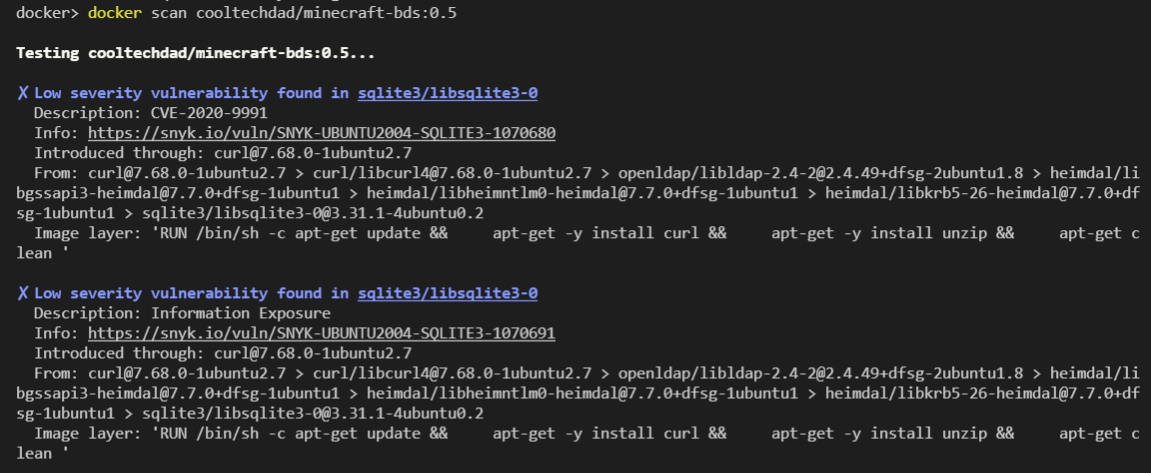 docker> docker scan cooltechdad/minecraft-bds:0.5
Testing cooltechdad/minecraft-bds:0.5...
✗ Low severity vulnerability found in sqlite3/libsqlite3-0
Description: CVE-2020-9991
Info: https://snyk.io/vuln/SNYK-UBUNTU2004-SQLITE3-1070680
Introduced through: curl@7.68.0-1ubuntu2.7
From: curl@7.68.0-1ubuntu2.7 > curl/libcurl4@7.68.0-1ubuntu2.7 > openldap/libldap-2.4-2@2.4.49+dfsg-2ubuntu1.8 > heimdal/li
bgssapi3-heimdal@7.7.0+dfsg-1ubuntu1 > heimdal/libheimntlm0-heimdal@7.7.0+dfsg-1ubuntu1 > heimdal/libkrb5-26-heimdal@7.7.0+df
sg-1ubuntu1 > sqlite3/libsqlite3-0@3.31.1-4ubuntu0.2
Image layer: 'RUN /bin/sh -c apt-get update &&     apt-get -y install curl &&     apt-get -y install unzip &&     apt-get c
lean '
✗ Low severity vulnerability found in sqlite3/libsqlite3-0
Description: Information Exposure
Info: https://snyk.io/vuln/SNYK-UBUNTU2004-SQLITE3-1070691
Introduced through: curl@7.68.0-1ubuntu2.7
From: curl@7.68.0-1ubuntu2.7 > curl/libcurl4@7.68.0-1ubuntu2.7 > openldap/libldap-2.4-2@2.4.49+dfsg-2ubuntu1.8 > heimdal/li
bgssapi3-heimdal@7.7.0+dfsg-1ubuntu1 > heimdal/libheimntlm0-heimdal@7.7.0+dfsg-1ubuntu1 > heimdal/libkrb5-26-heimdal@7.7.0+df
sg-1ubuntu1 > sqlite3/libsqlite3-0@3.31.1-4ubuntu0.2
Image layer: 'RUN /bin/sh -c apt-get update &&     apt-get -y install curl &&     apt-get -y install unzip &&     apt-get c
lean '